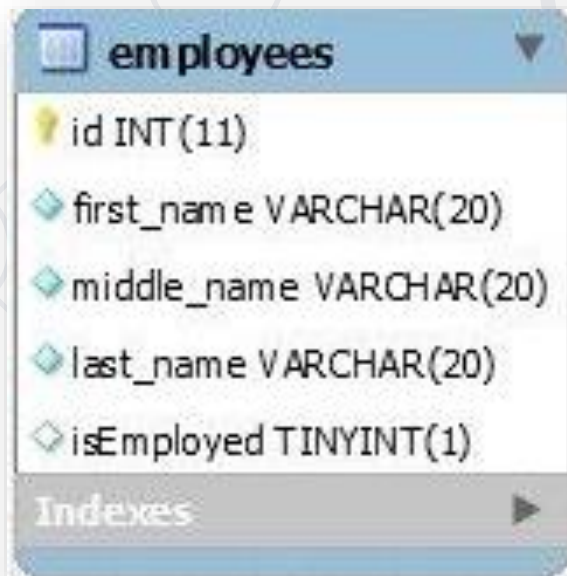 employees
id INT(11)
first_name VARCHAR(20)
middle_name VARCHAR(20)
last_name VARCHAR(20)
isEmployed TINYINT(1)
Indexes